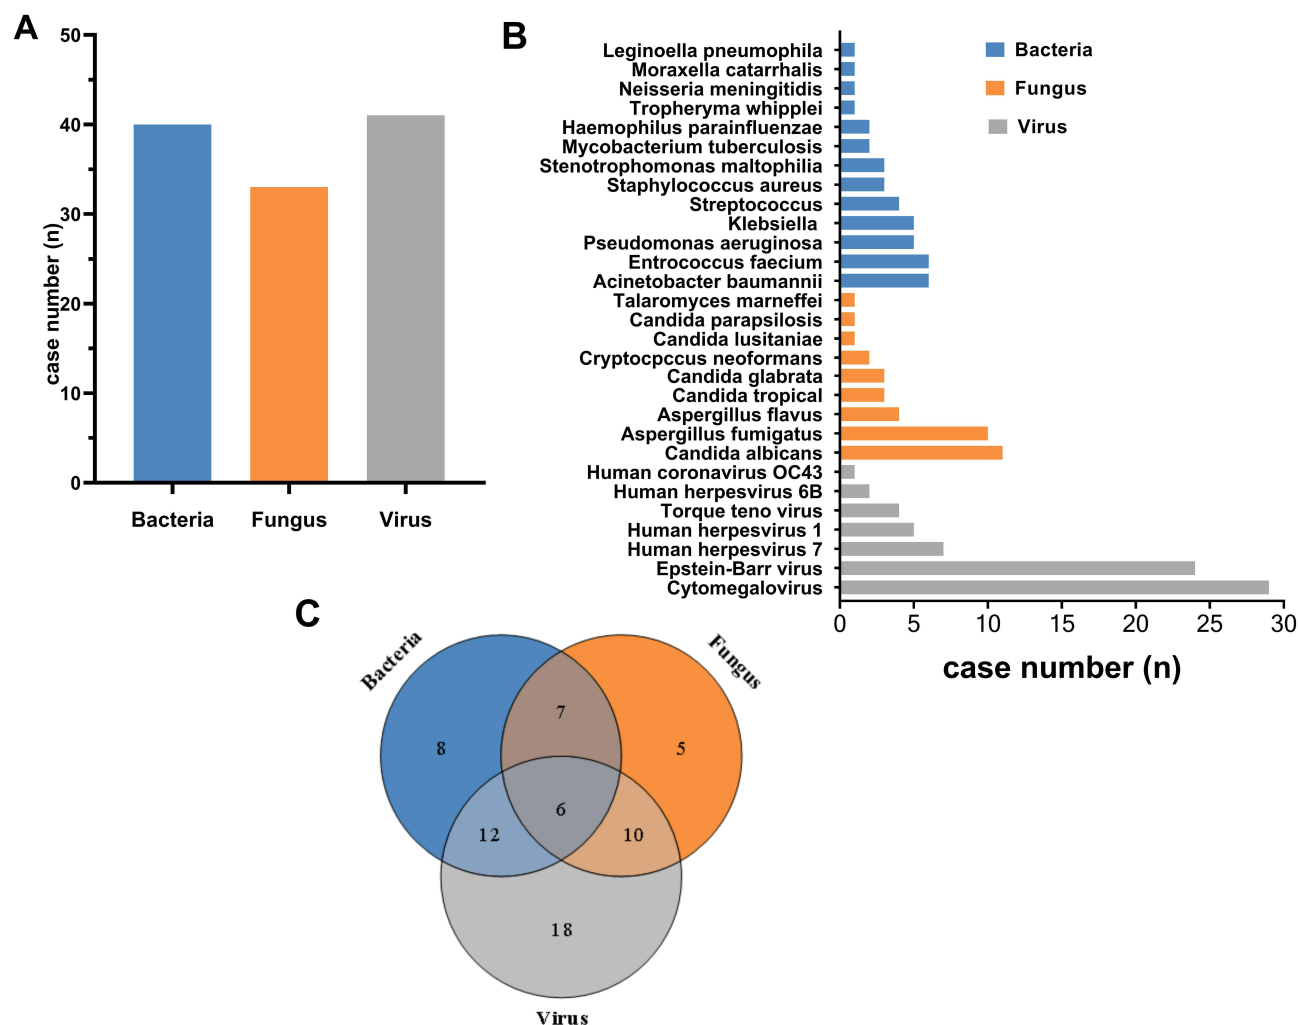 A
50
40
30
20
10
0
case number (n)
Bacteria
Fungus
Virus
B
Leginoella pneumophila
Moraxella catarrhalis
Neisseria meningitidis
Tropheryma whipplei
Haemophilus parainfluenzae
Mycobacterium tuberculosis
Stenotrophomonas maltophilia
Staphylococcus aureus
Streptococcus
Klebsiella
Pseudomonas aeruginosa
Entrococcus faecium
Acinetobacter baumannii
Talaromyces marneffei
Candida parapsilosis
Candida lusitaniae
Cryptocpccus neoformans
Candida glabrata
Candida tropical
Aspergillus flavus
Aspergillus fumigatus
Candida albicans
Human coronavirus OC43
Human herpesvirus 6B
Torque teno virus
Human herpesvirus 1
Human herpesvirus 7
Epstein-Barr virus
Cytomegalovirus
0 5 10 15 20 25 30
case number (n)
Bacteria
Fungus
Virus
C
Bacteria
Fungus
7
8
5
6
12
10
18
Virus